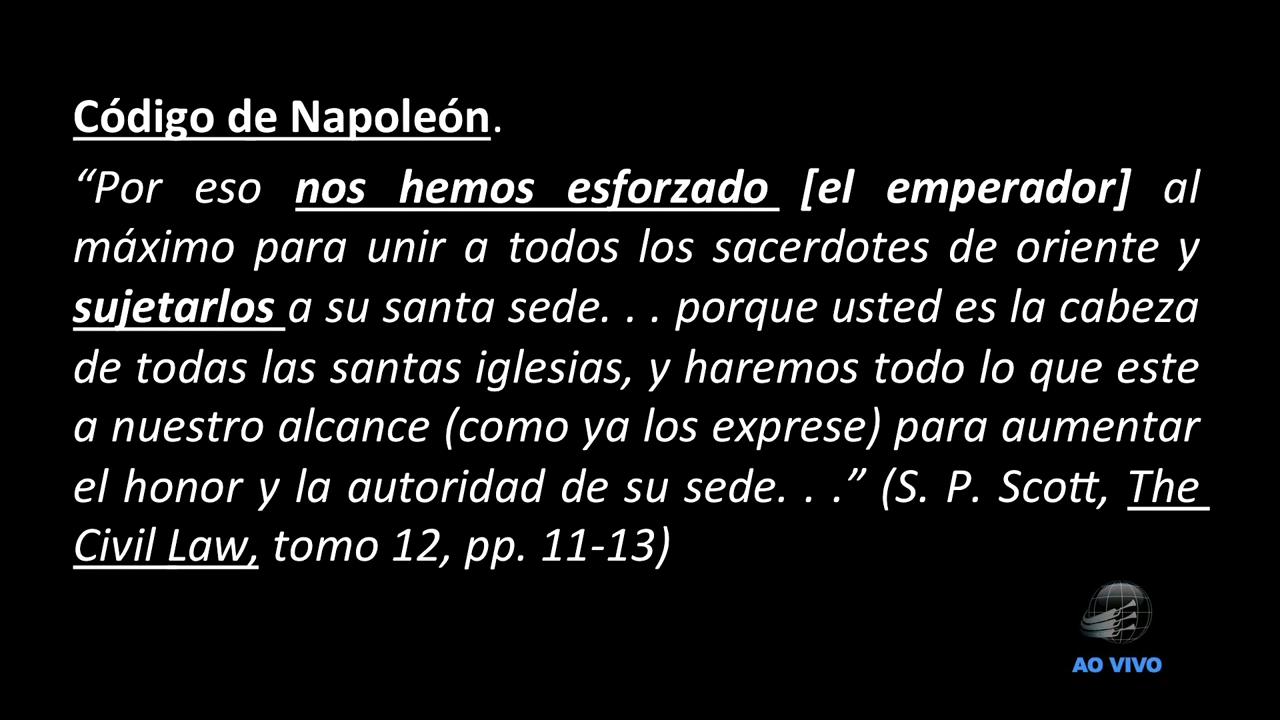 Código de Napoleón.
“Por eso nos hemos esforzado [el emperador] al
máximo para unir a todos los sacerdotes de oriente y
sujetarlos a su santa sede. . . porque usted es la cabeza
de todas las santas iglesias, y haremos todo lo que este
a nuestro alcance (como ya los exprese) para aumentar
el honor y la autoridad de su sede. . .” (S. P. Scott, The
Civil Law, tomo 12, pp. 11-13)
AO VIVO